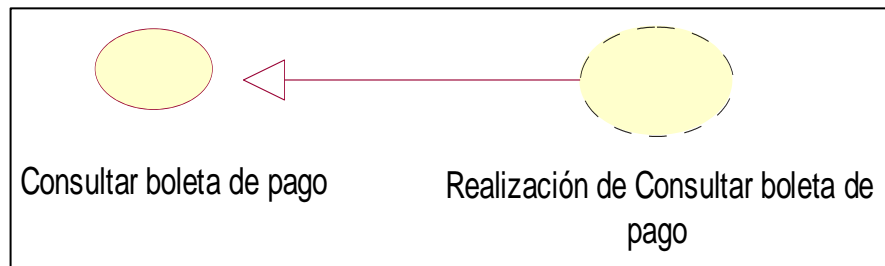 Consultar boleta de pago
Realización de Consultar boleta de
pago